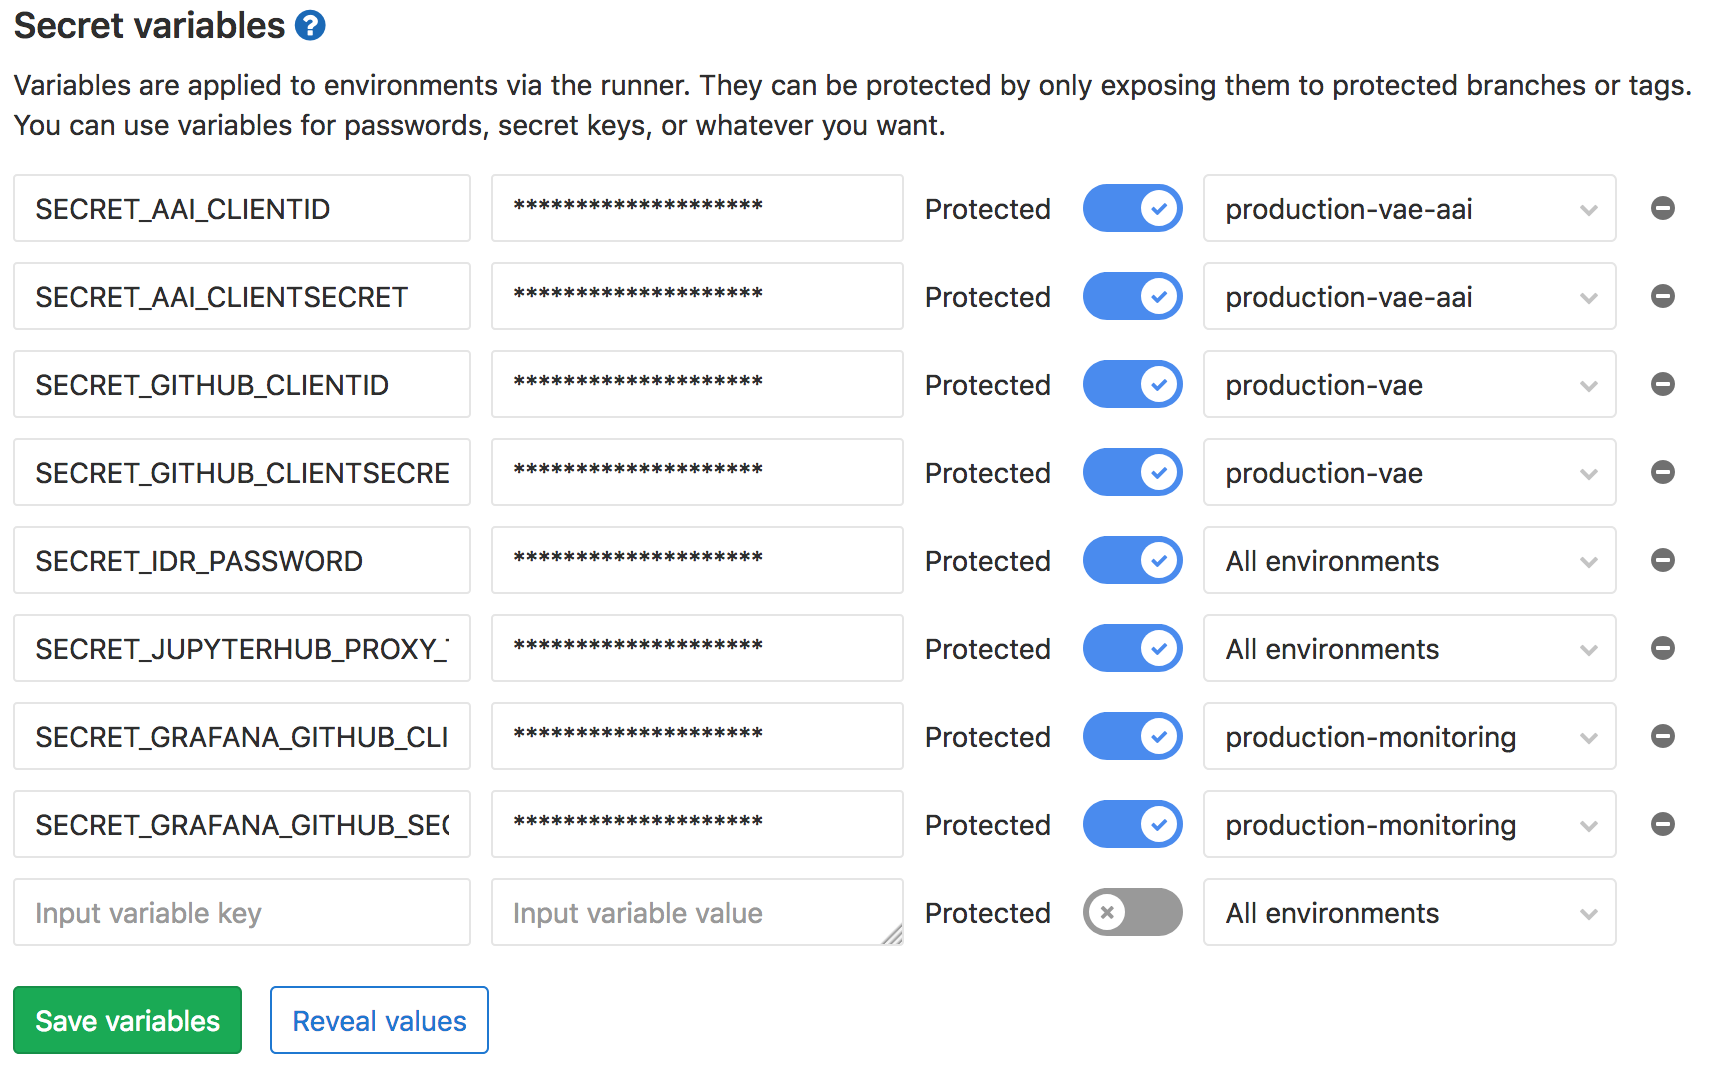 Secret variables ?
Variables are applied to environments via the runner. They can be protected by only exposing them to protected branches or tags.
You can use variables for passwords, secret keys, or whatever you want.
SECRET_AAI_CLIENTID ******************** Protected production-vae-aai
SECRET_AAI_CLIENTSECRET ******************** Protected production-vae-aai
SECRET_GITHUB_CLIENTID ******************** Protected production-vae
SECRET_GITHUB_CLIENTSECRE ******************** Protected production-vae
SECRET_IDR_PASSWORD ******************** Protected All environments
SECRET_JUPYTERHUB_PROXY_ ******************** Protected All environments
SECRET_GRAFANA_GITHUB_CLI ******************** Protected production-monitoring
SECRET_GRAFANA_GITHUB_SEC ******************** Protected production-monitoring
Input variable key Input variable value Protected All environments
Save variables Reveal values